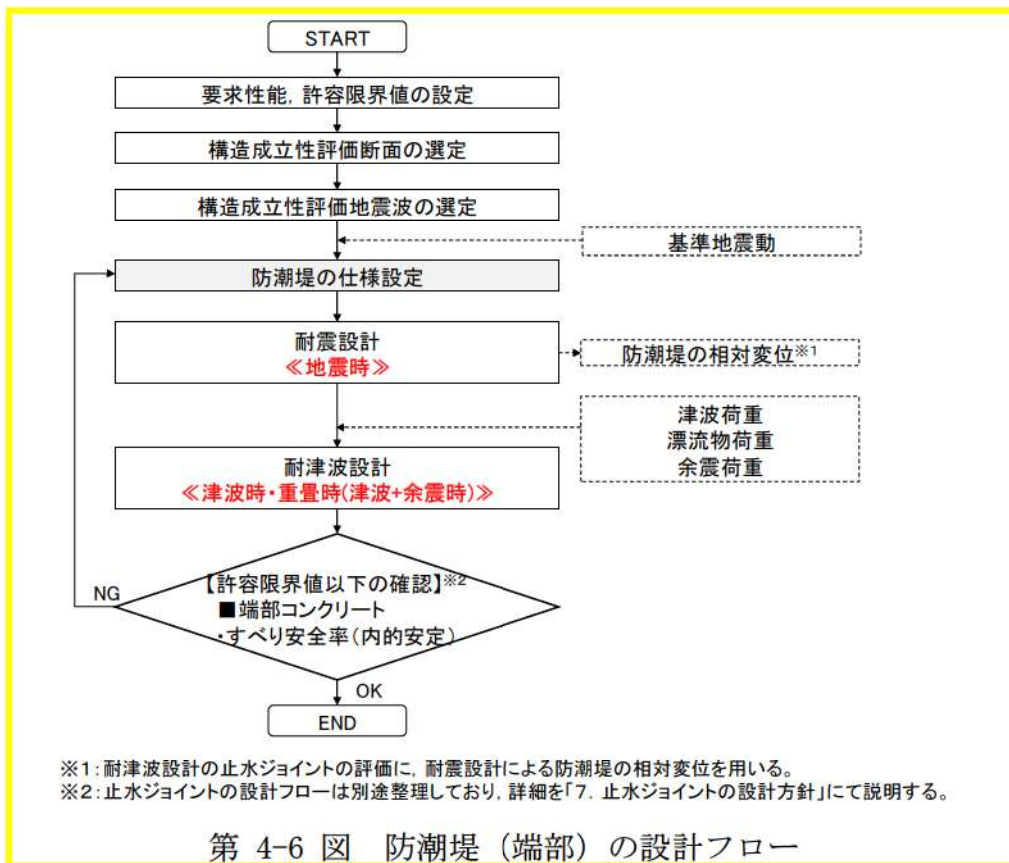 START
要求性能，許容限界値の設定
構造成立性評価断面の選定
構造成立性評価地震波の選定
基準地震動
防潮堤の仕様設定
耐震設計
≪地震時≫
防潮堤の相対変位※1
津波荷重
漂流物荷重
余震荷重
耐津波設計
≪津波時・重畳時(津波+余震時)≫
NG
【許容限界値以下の確認】※2
■端部コンクリート
・すべり安全率(内的安定)
OK
END
※1：耐津波設計の止水ジョイントの評価に，耐震設計による防潮堤の相対変位を用いる。
※2：止水ジョイントの設計フローは別途整理しており，詳細を「7．止水ジョイントの設計方針」にて説明する。
第 4-6 図　防潮堤（端部）の設計フロー